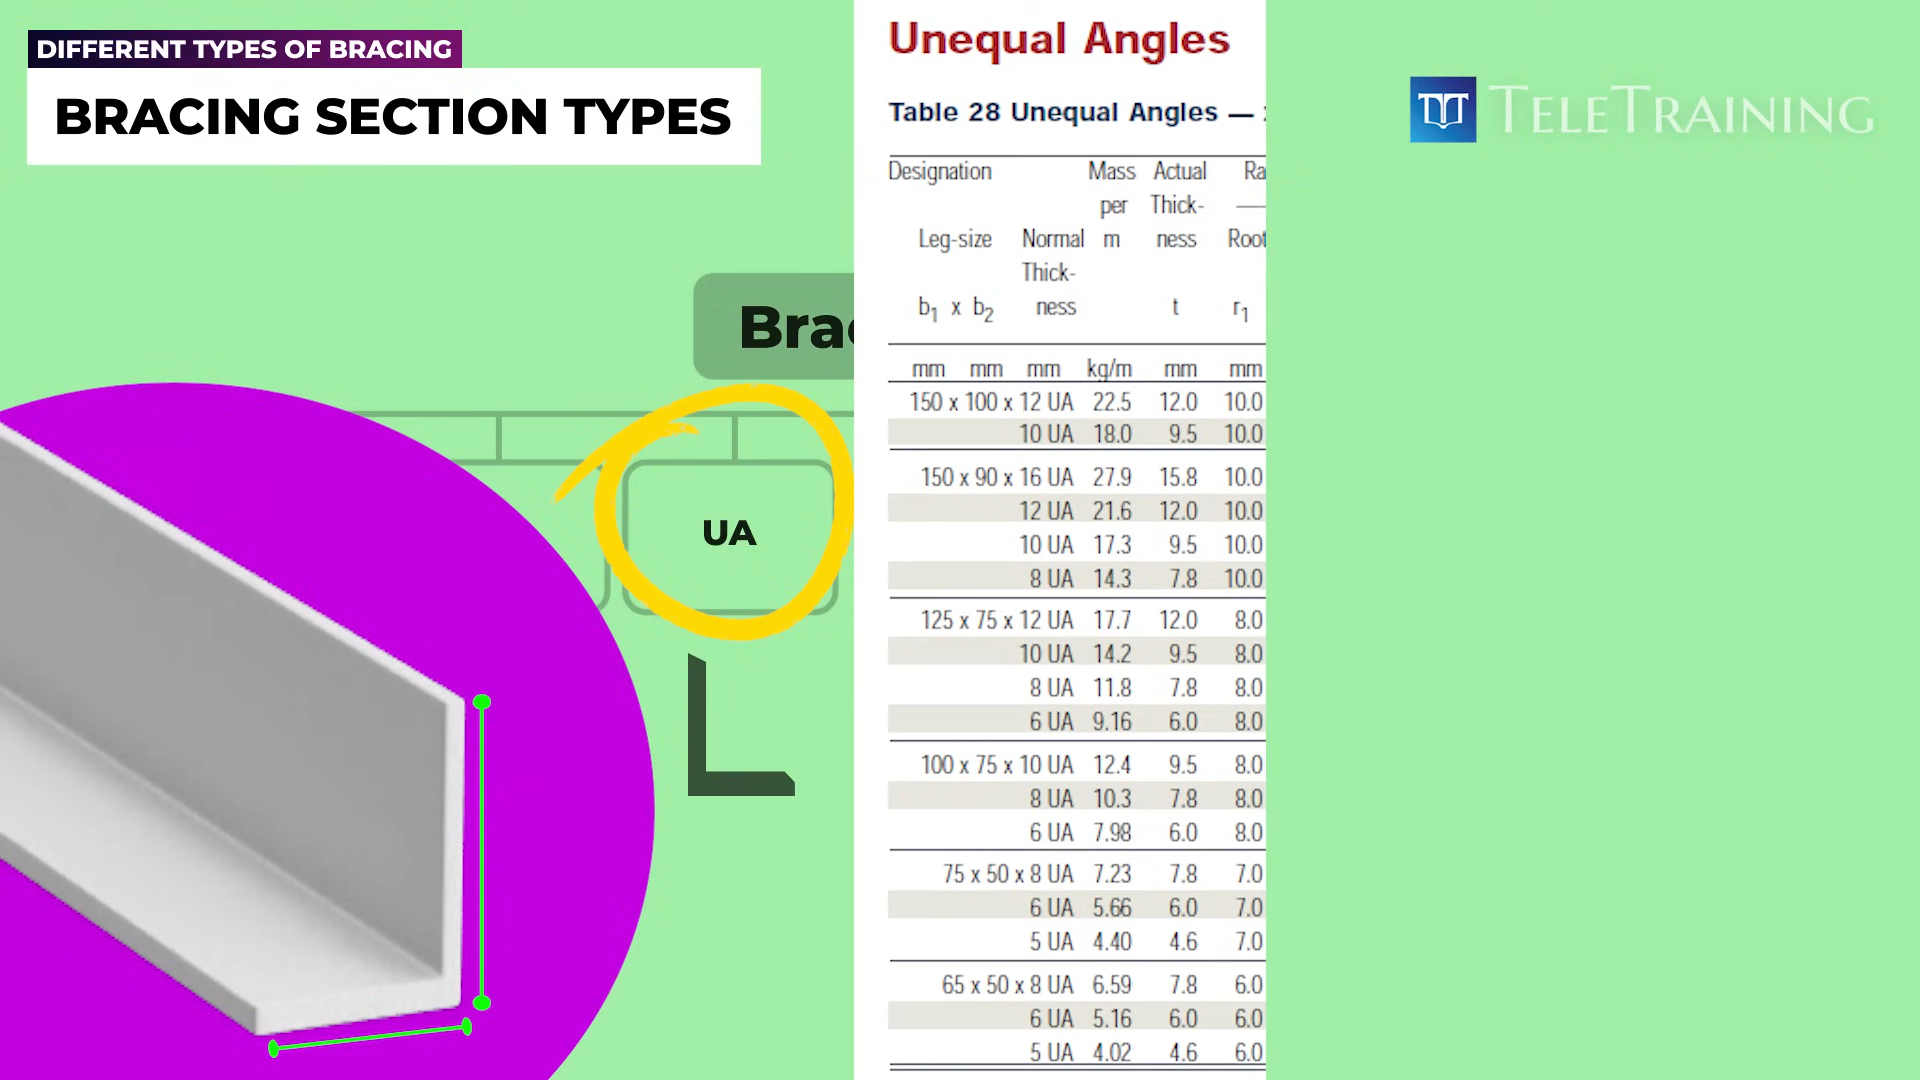 DIFFERENT TYPES OF BRACING
BRACING SECTION TYPES
TELETRAINING
Brac
UA
Unequal Angles
Table 28 Unequal Angles —
Designation Mass Actual Ra
per Thick-
Leg-size Normal m ness Root
Thick-
b1 x b2 ness t r1
mm mm mm kg/m mm mm
150 x 100 x 12 UA 22.5 12.0 10.0
10 UA 18.0 9.5 10.0
150 x 90 x 16 UA 27.9 15.8 10.0
12 UA 21.6 12.0 10.0
10 UA 17.3 9.5 10.0
8 UA 14.3 7.8 10.0
125 x 75 x 12 UA 17.7 12.0 8.0
10 UA 14.2 9.5 8.0
8 UA 11.8 7.8 8.0
6 UA 9.16 6.0 8.0
100 x 75 x 10 UA 12.4 9.5 8.0
8 UA 10.3 7.8 8.0
6 UA 7.98 6.0 8.0
75 x 50 x 8 UA 7.23 7.8 7.0
6 UA 5.66 6.0 7.0
5 UA 4.40 4.6 7.0
65 x 50 x 8 UA 6.59 7.8 6.0
6 UA 5.16 6.0 6.0
5 UA 4.02 4.6 6.0